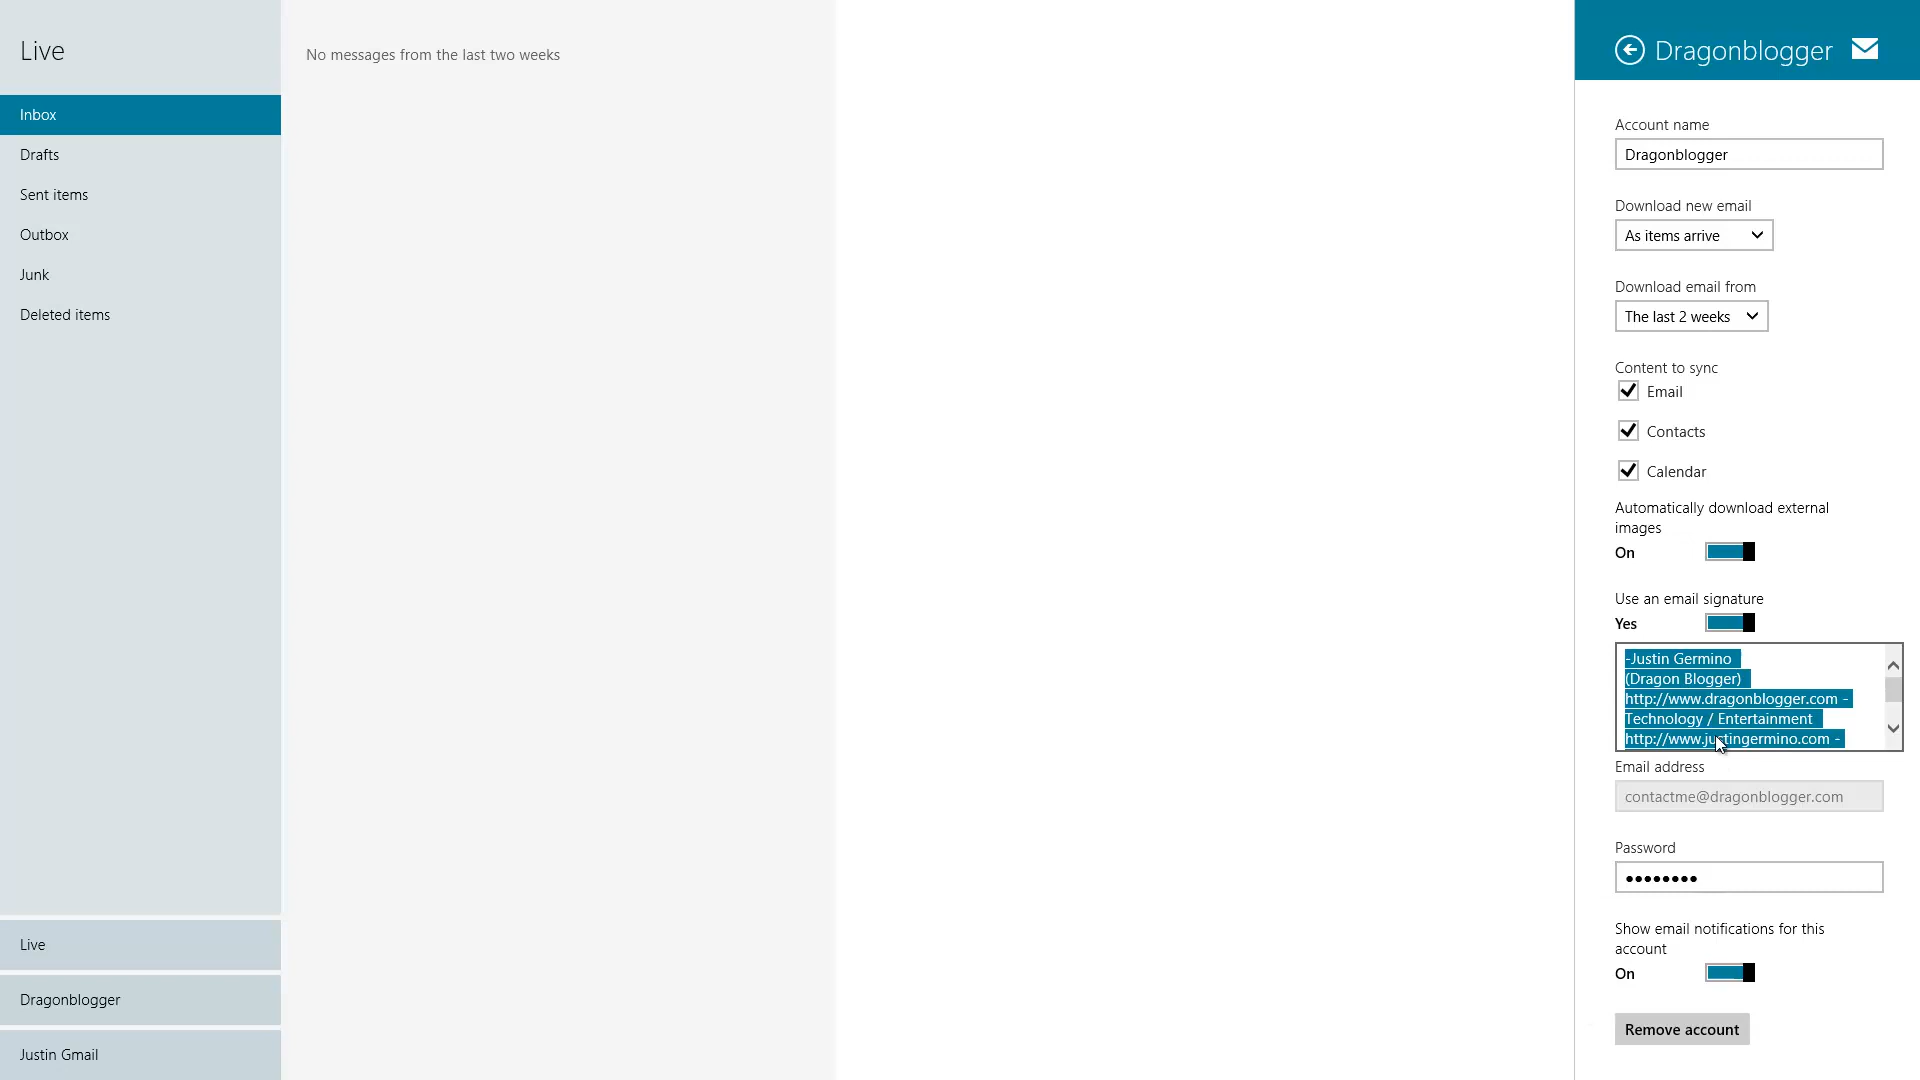 Live
Inbox
Drafts
Sent items
Outbox
Junk
Deleted items
Live
Dragonblogger
Justin Gmail
No messages from the last two weeks
Dragonblogger
Account name
Dragonblogger
Download new email
As items arrive
Download email from
The last 2 weeks
Content to sync
Email
Contacts
Calendar
Automatically download external
images
On
Use an email signature
Yes
-Justin Germino
(Dragon Blogger)
http://www.dragonblogger.com -
Technology / Entertainment
http://www.justingermino.com -
Email address
contactme@dragonblogger.com
Password
••••••••
Show email notifications for this
account
On
Remove account